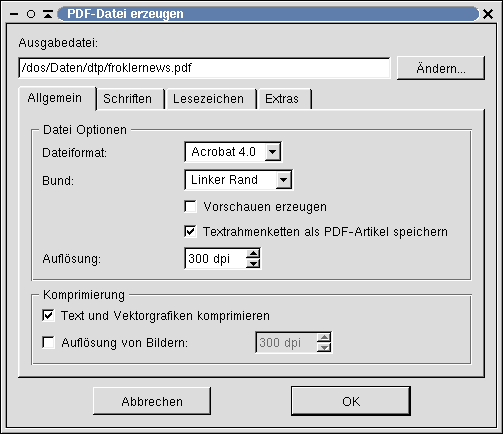 PDF-Datei erzeugen
Ausgabedatei:
/dos/Daten/dtp/froklernews.pdf Ändern...
Allgemein Schriften Lesezeichen Extras
Datei Optionen
Dateiformat: Acrobat 4.0
Bund: Linker Rand
Vorschauen erzeugen
Textrahmenketten als PDF-Artikel speichern
Auflösung: 300 dpi
Komprimierung
Text und Vektorgrafiken komprimieren
Auflösung von Bildern: 300 dpi
Abbrechen OK